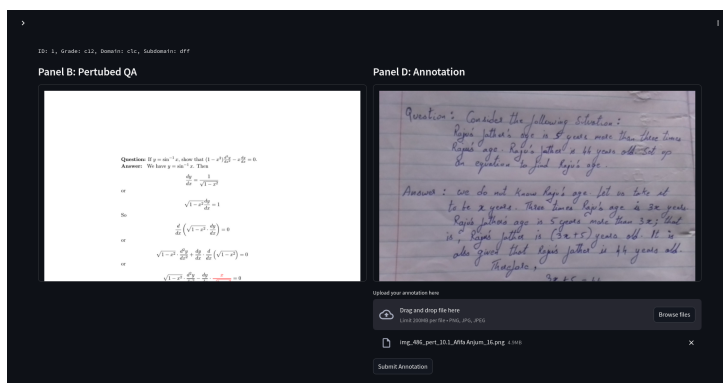 ID: 1, Grade: c12, Domain: clc, Subdomain: dff
Panel B: Pertubed QA
Panel D: Annotation
Question: If y = sin⁻¹ x, show that (1 − x²) d²y/dx² − x dy/dx = 0.
Answer: We have y = sin⁻¹ x. Then
dy/dx = 1/√(1 − x²)
or
√(1 − x²) dy/dx = 1
So
d/dx (√(1 − x²) · dy/dx) = 0
or
√(1 − x²) · d²y/dx² + dy/dx · d/dx (√(1 − x²)) = 0
or
Question: Consider the following Situation:
Raju's father's age is 5 years more than three times
Raju's age. Raju's father is 44 years old. Set up
an equation to find Raju's age.
Answer: we do not know Raju's age. Let us take it
to be x years. Three times Raju's age is 3x years
Raju's father's age is 5 years more than 3x; that
is, Raju's father is (3x+5) years old. It is
also given that Raju's father is 44 years old.
Therefore,
Upload your annotation here
Drag and drop file here
Limit 200MB per file • PNG, JPG, JPEG
Browse files
img_486_pert_10.1_Afifa Anjum_16.png 4.9MB
Submit Annotation